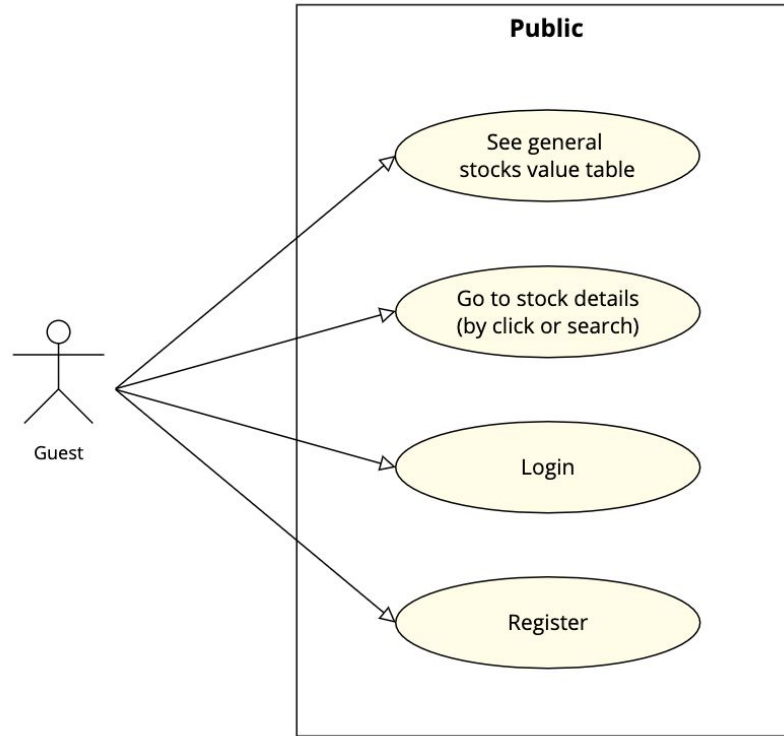 Public
See general
stocks value table
Go to stock details
(by click or search)
Login
Guest
Register